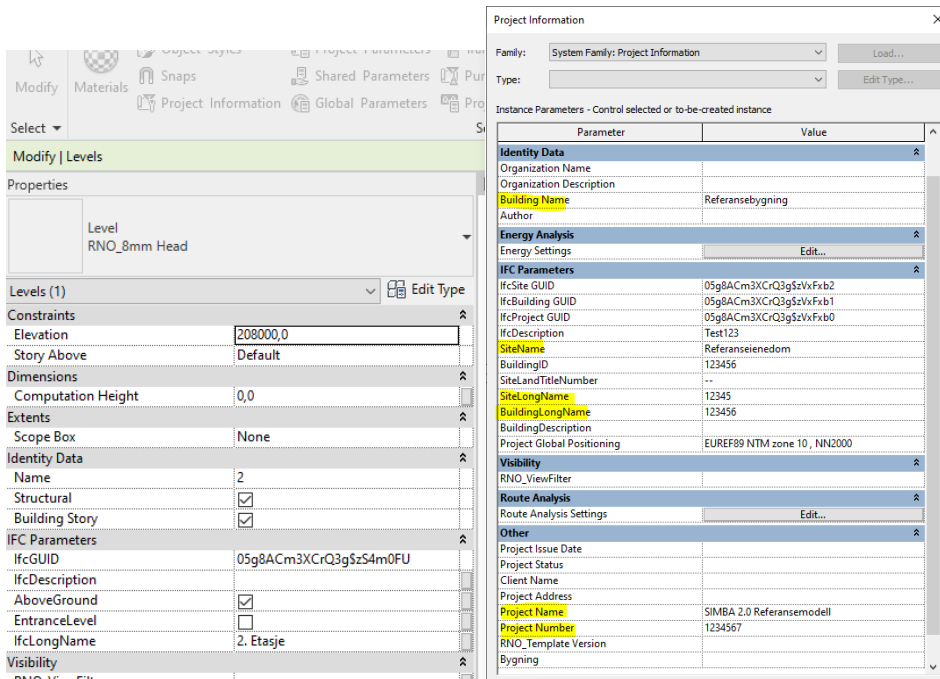 Object Styles
Project Parameters
Modify
Materials
Snaps
Shared Parameters
Pur
Project Information
Global Parameters
Pro
Select
Modify | Levels
Properties
Level
RNO_8mm Head
Levels (1)
Edit Type
Constraints
Elevation 208000,0
Story Above Default
Dimensions
Computation Height 0,0
Extents
Scope Box None
Identity Data
Name 2
Structural
Building Story
IFC Parameters
IfcGUID 05g8ACm3XCrQ3g$zS4m0FU
IfcDescription
AboveGround
EntranceLevel
IfcLongName 2. Etasje
Visibility
Project Information
Family: System Family: Project Information Load...
Type: Edit Type...
Instance Parameters - Control selected or to-be-created instance
Parameter Value
Identity Data
Organization Name
Organization Description
Building Name Referansebygning
Author
Energy Analysis
Energy Settings Edit...
IFC Parameters
IfcSite GUID 05g8ACm3XCrQ3g$zVxFxb2
IfcBuilding GUID 05g8ACm3XCrQ3g$zVxFxb1
IfcProject GUID 05g8ACm3XCrQ3g$zVxFxb0
IfcDescription Test123
SiteName Referanseienedom
BuildingID 123456
SiteLandTitleNumber --
SiteLongName 12345
BuildingLongName 123456
BuildingDescription
Project Global Positioning EUREF89 NTM zone 10 , NN2000
Visibility
RNO_ViewFilter
Route Analysis
Route Analysis Settings Edit...
Other
Project Issue Date
Project Status
Client Name
Project Address
Project Name SIMBA 2.0 Referansemodell
Project Number 1234567
RNO_Template Version
Bygning